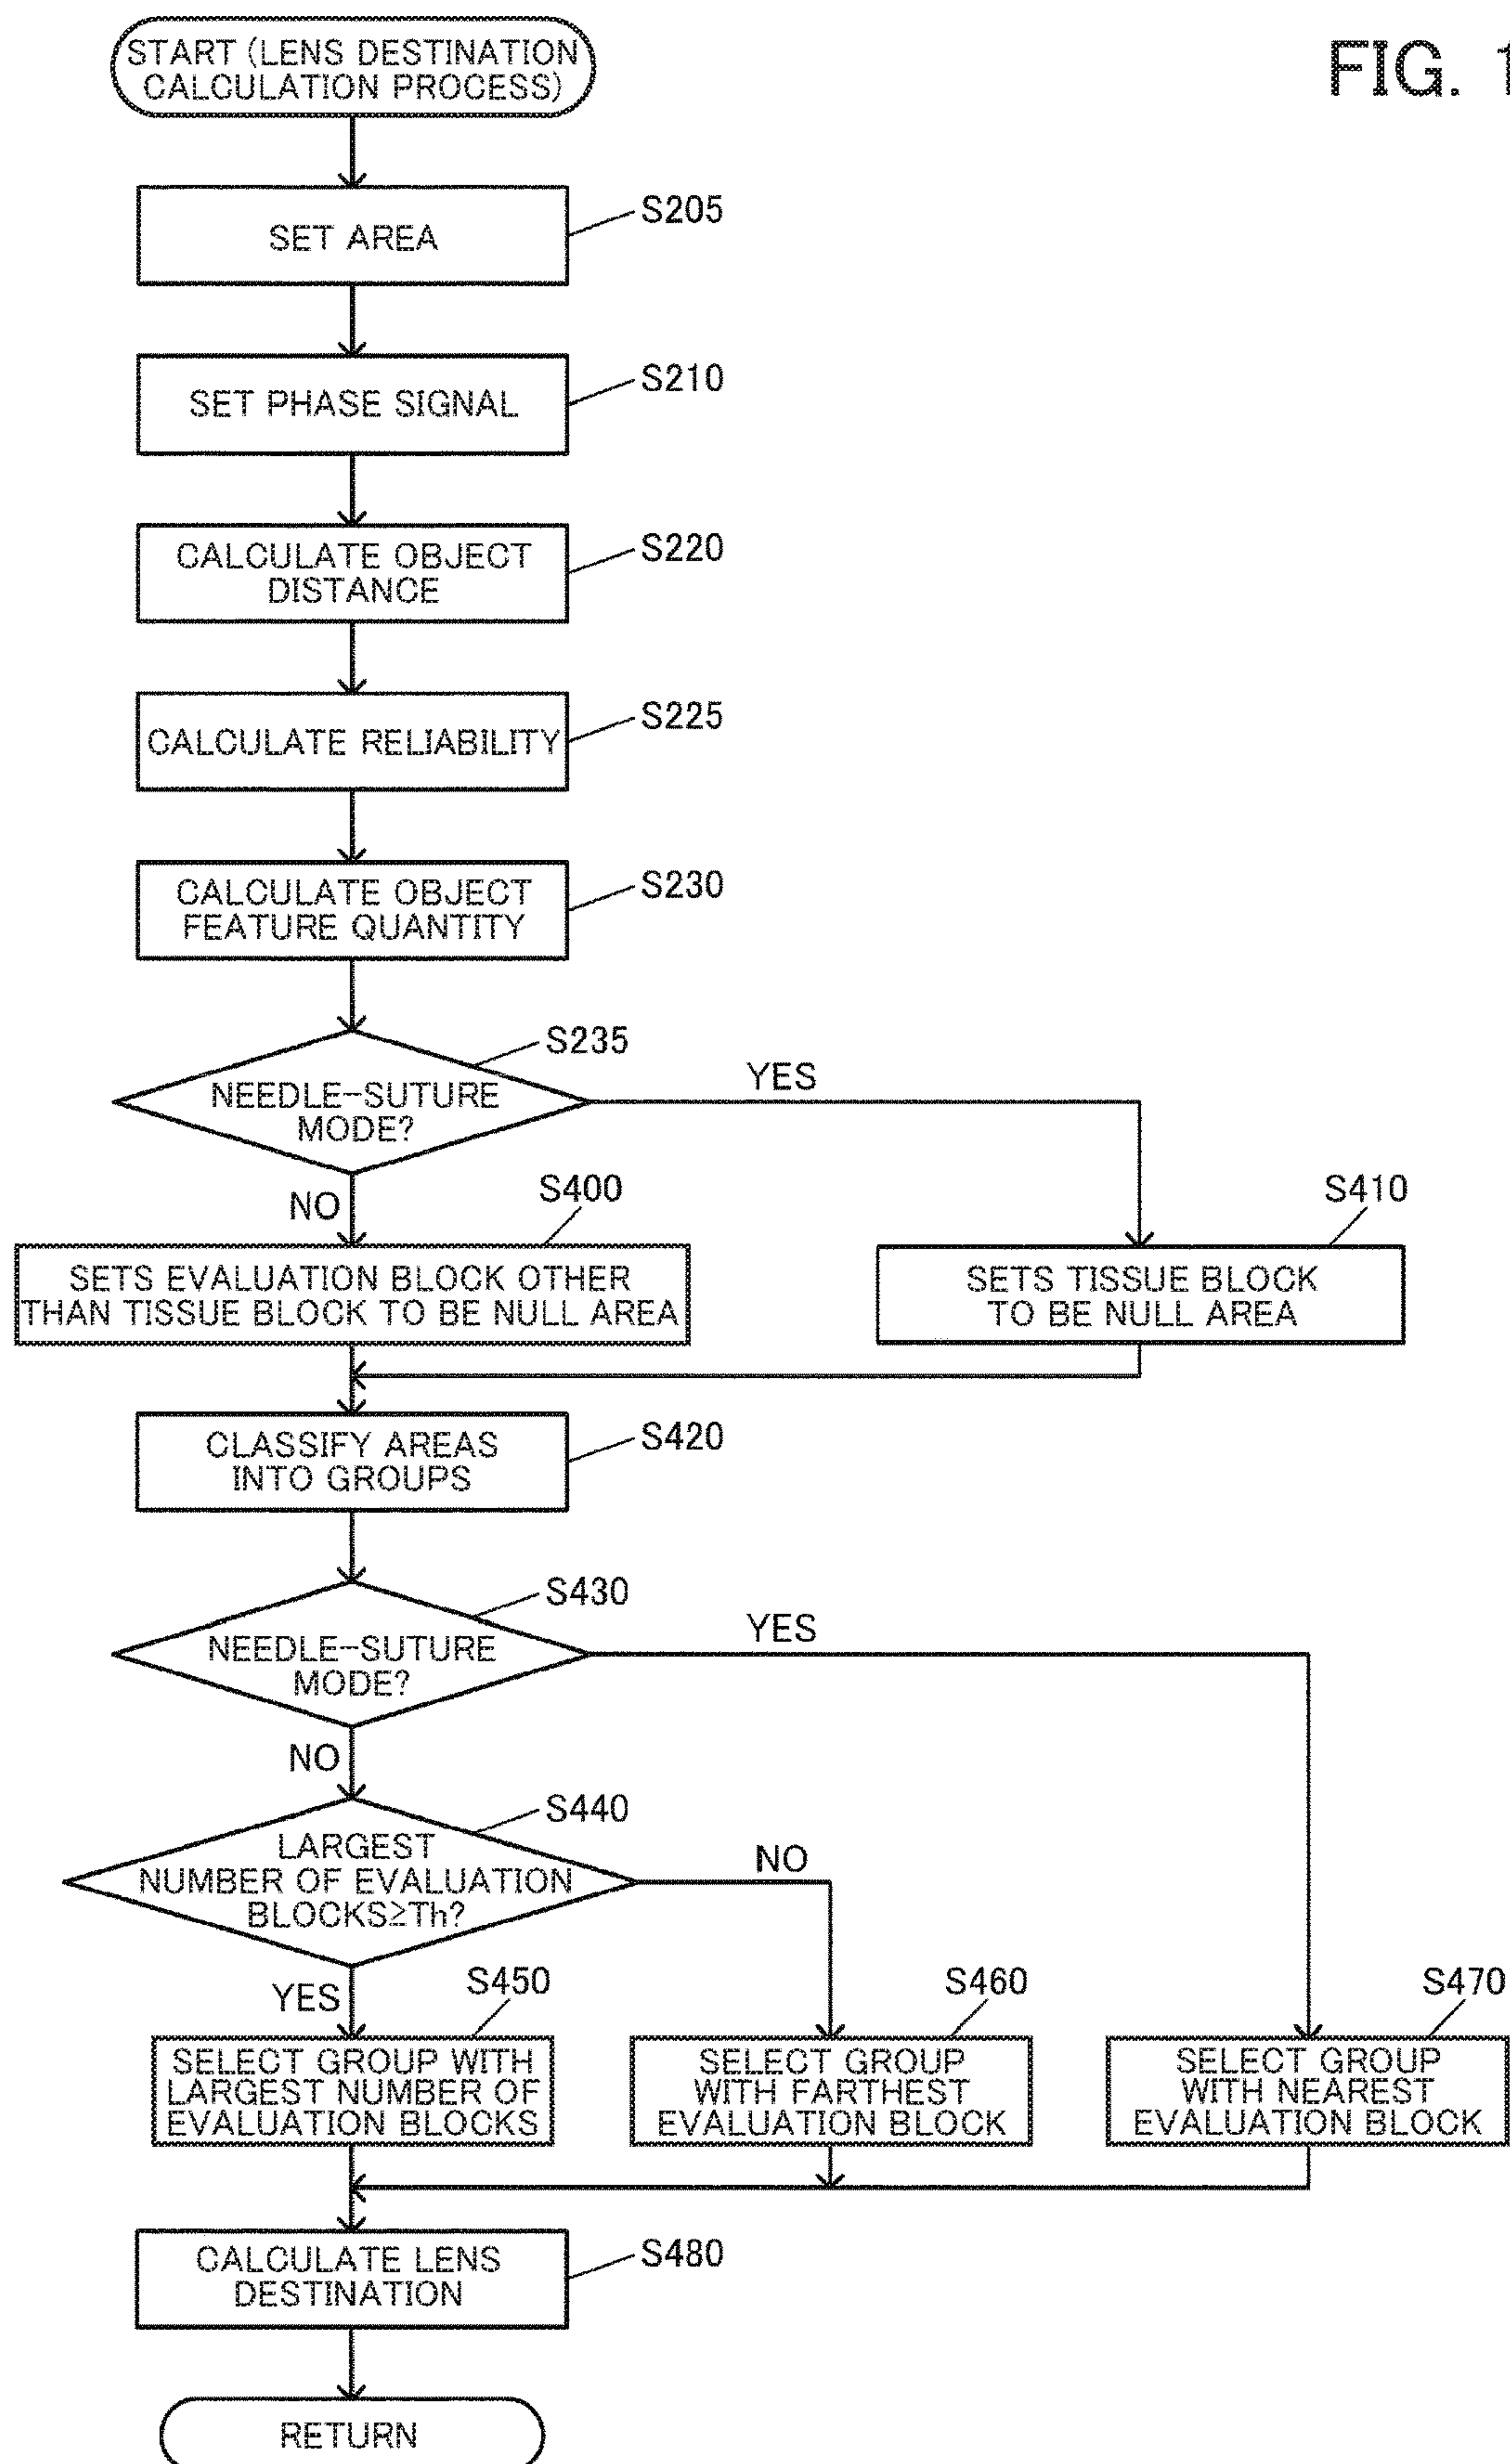 START (LENS DESTINATION
CALCULATION PROCESS)
FIG. 1
SET AREA
S205
SET PHASE SIGNAL
S210
CALCULATE OBJECT
DISTANCE
S220
CALCULATE RELIABILITY
S225
CALCULATE OBJECT
FEATURE QUANTITY
S230
S235
NEEDLE-SUTURE
MODE?
YES
NO
S400
SETS EVALUATION BLOCK OTHER
THAN TISSUE BLOCK TO BE NULL AREA
S410
SETS TISSUE BLOCK
TO BE NULL AREA
CLASSIFY AREAS
INTO GROUPS
S420
S430
NEEDLE-SUTURE
MODE?
YES
NO
S440
LARGEST
NUMBER OF EVALUATION
BLOCKS≥Th?
NO
YES
S450
SELECT GROUP WITH
LARGEST NUMBER OF
EVALUATION BLOCKS
S460
SELECT GROUP
WITH FARTHEST
EVALUATION BLOCK
S470
SELECT GROUP
WITH NEAREST
EVALUATION BLOCK
CALCULATE LENS
DESTINATION
S480
RETURN